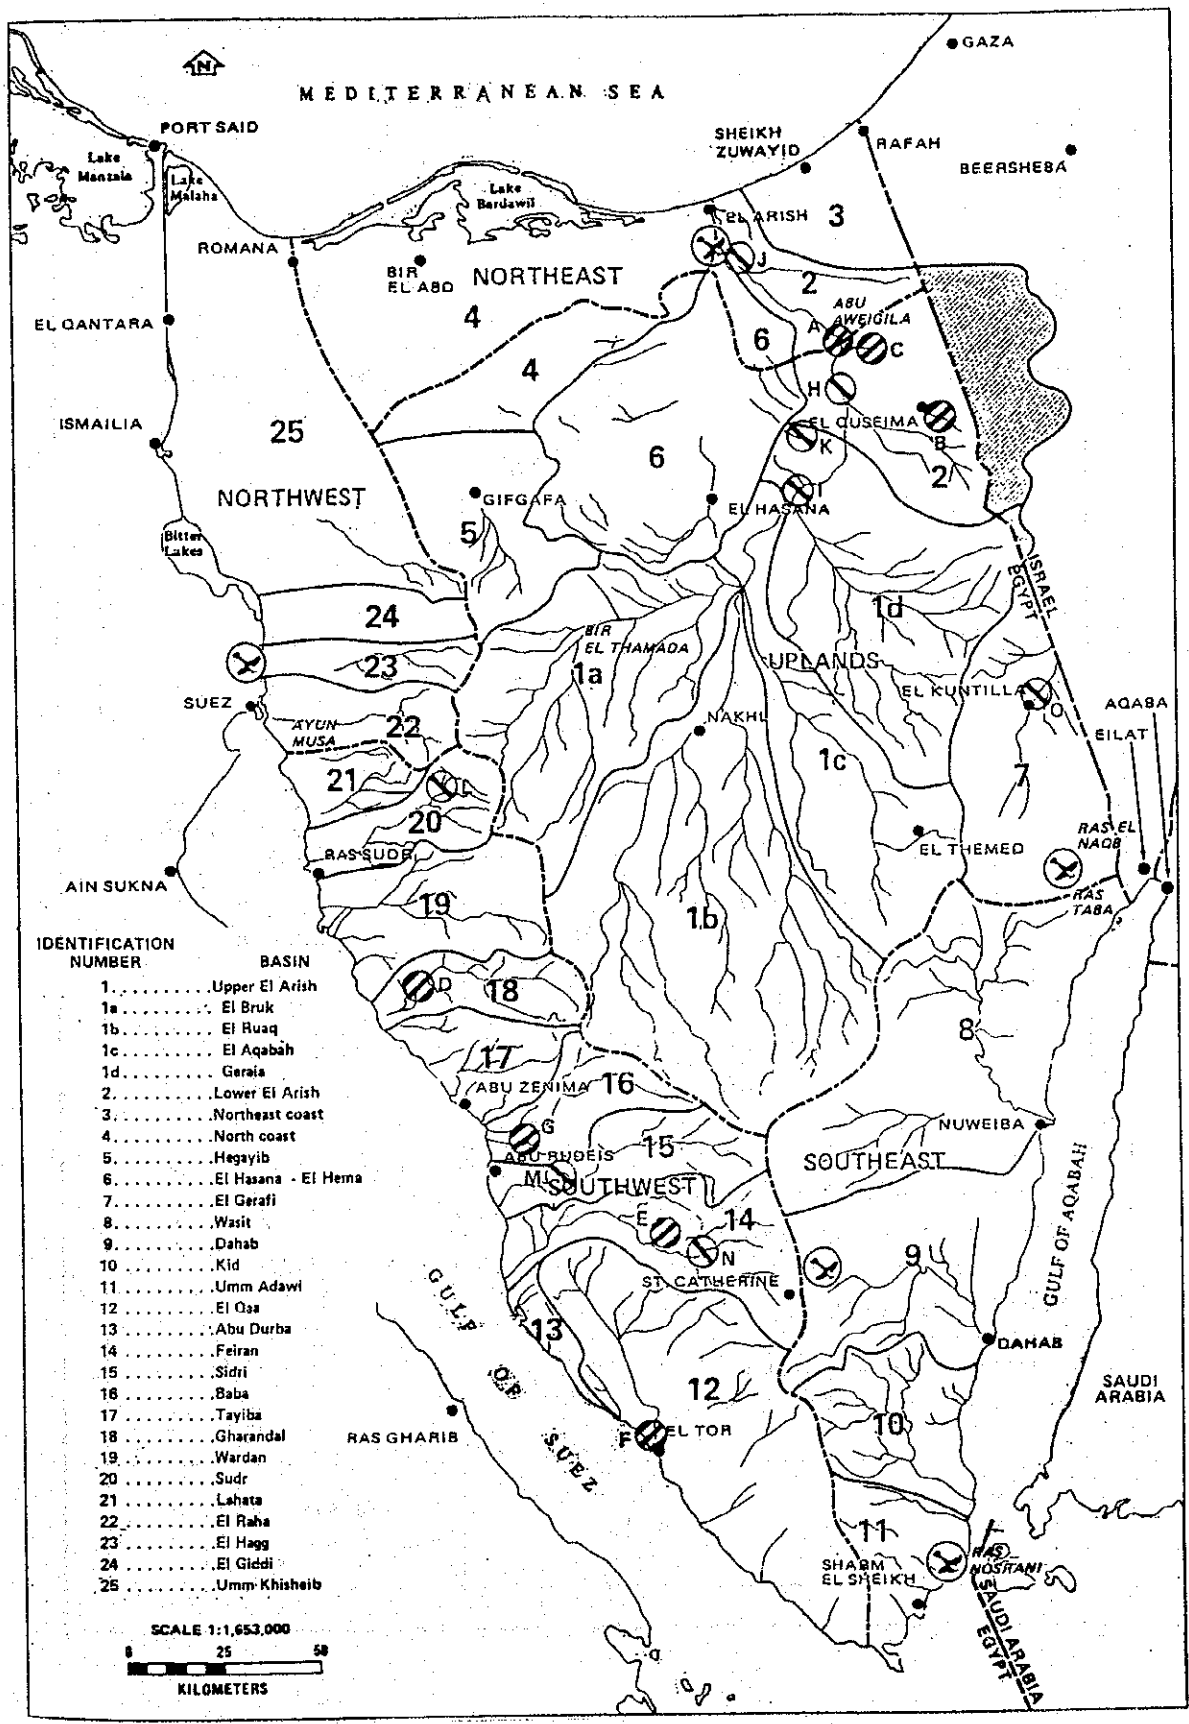 GAZA
N
MEDITERRANEAN SEA
PORT SAID
SHEIKH
ZUWAYID
RAFAH
BEERSHEBA
Lake
Manzala
Lake
Malaha
Lake
Bardawil
EL ARISH
3
ROMANA
BIR
EL ABD
NORTHEAST
J
2
ABU
AWEIGILA
EL QANTARA
4
6
A
C
4
H
ISMAILIA
25
EL QUSEIMA
B
K
6
2
NORTHWEST
GIFGAFA
I
EL HASANA
5
Bitter
Lakes
ISRAEL
EGYPT
24
1d
BIR
EL THAMADA
23
1a
UPLANDS
SUEZ
EL KUNTILLA
O
AQABA
AYUN
MUSA
22
NAKHL
EILAT
21
L
1c
7
20
RAS SUDR
EL THEMED
RAS EL
NAQB
AIN SUKNA
RAS
TABA
19
1b
D
18
8
17
16
ABU ZENIMA
NUWEIBA
G
15
ABU RUDEIS
SOUTHEAST
M
SOUTHWEST
E
14
N
9
GULF OF AQABAH
ST. CATHERINE
GULF OF SUEZ
13
DAHAB
12
SAUDI
ARABIA
10
RAS GHARIB
F
EL TOR
11
SHARM
EL SHEIKH
RAS
NOSRANI
SAUDI ARABIA
EGYPT
IDENTIFICATION
NUMBER BASIN
1..........Upper El Arish
1a......... El Bruk
1b......... El Ruaq
1c......... El Aqabah
1d......... Geraia
2..........Lower El Arish
3..........Northeast coast
4..........North coast
5..........Hegayib
6..........El Hasana - El Hema
7..........El Gerafi
8..........Wasit
9..........Dahab
10..........Kid
11..........Umm Adawi
12..........El Qaa
13..........Abu Durba
14..........Feiran
15..........Sidri
16..........Baba
17..........Tayiba
18..........Gharandal
19..........Wardan
20..........Sudr
21..........Lahata
22..........El Raha
23..........El Hagg
24..........El Giddi
25..........Umm Khisheib
SCALE 1:1,653,000
0 25 50
KILOMETERS